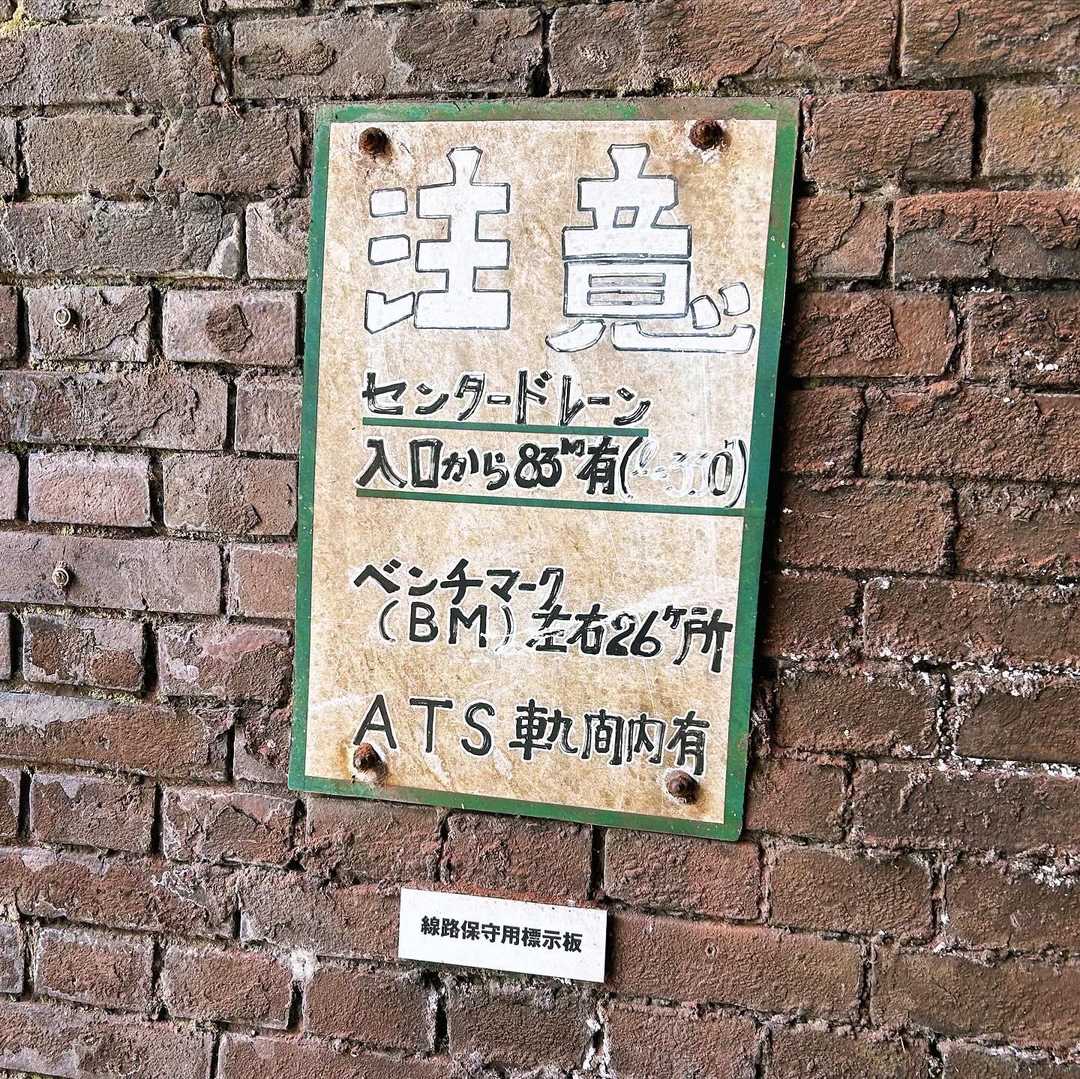 注意
センタードレーン
入口から83M有(ℓ=330)
ベンチマーク
(BM)左右26ヶ所
ATS軌間内有
線路保守用標示板